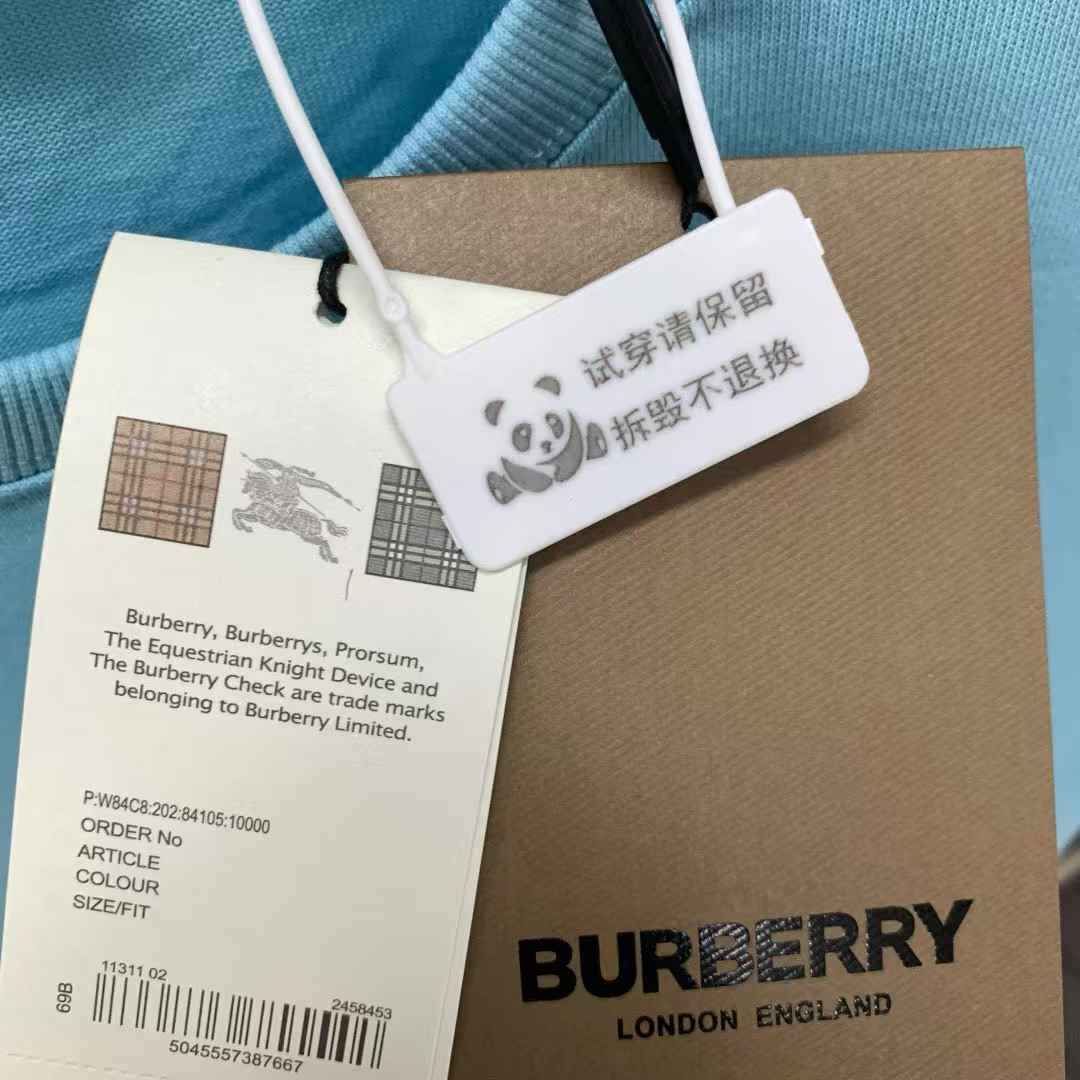 试穿请保留
拆毁不退换
Burberry, Burberrys, Prorsum,
The Equestrian Knight Device and
The Burberry Check are trade marks
belonging to Burberry Limited.
P:W84C8:202:84105:10000
ORDER No
ARTICLE
COLOUR
SIZE/FIT
11311 02
2458453
69B
5045557387667
BURBERRY
LONDON ENGLAND